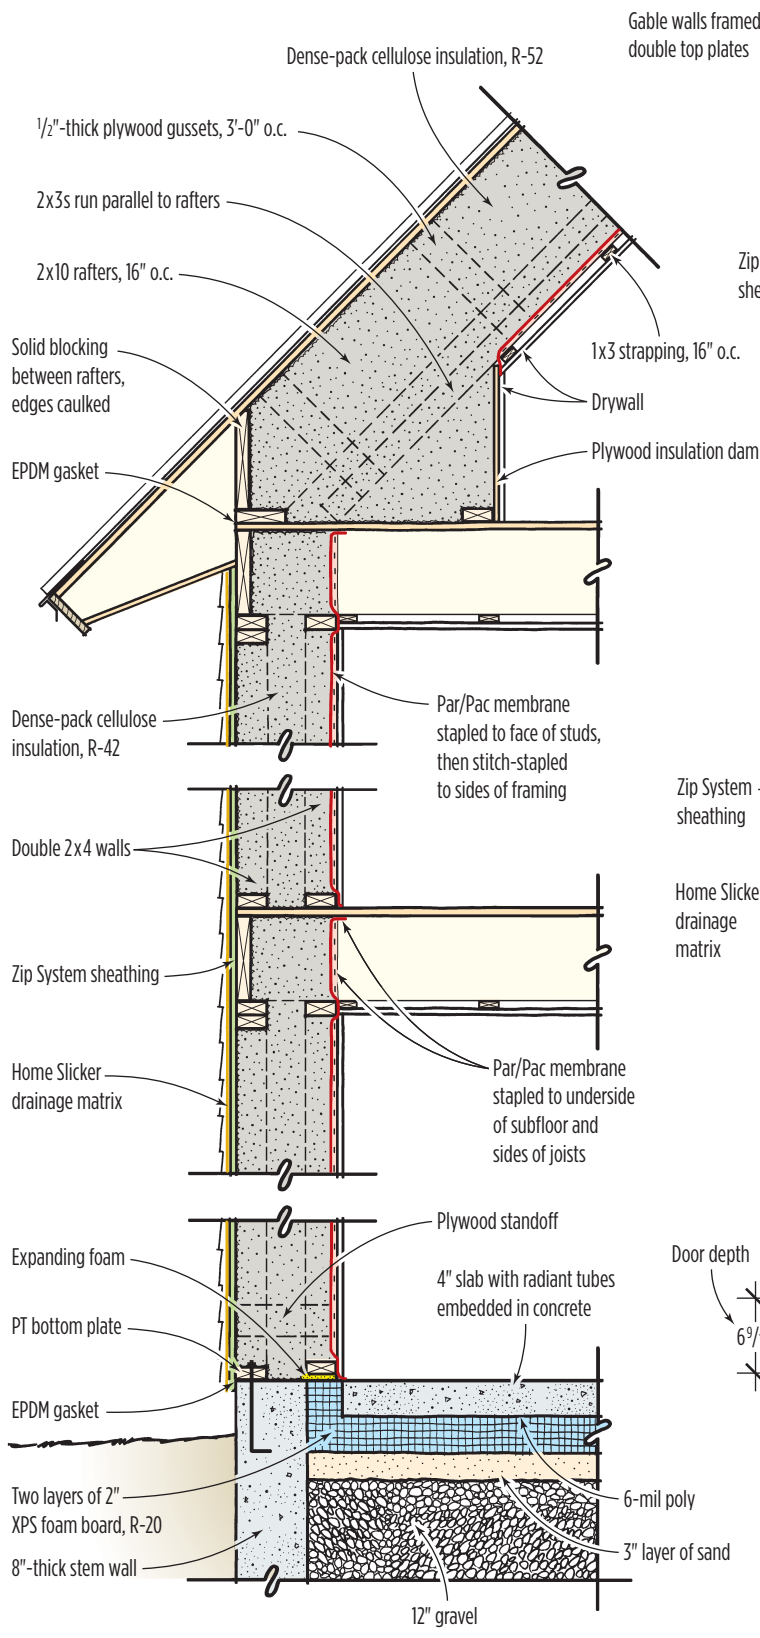 Gable walls framed
double top plates
Dense-pack cellulose insulation, R-52
1/2"-thick plywood gussets, 3'-0" o.c.
2x3s run parallel to rafters
2x10 rafters, 16" o.c.
Zip
she
1x3 strapping, 16" o.c.
Solid blocking
between rafters,
edges caulked
Drywall
EPDM gasket
Plywood insulation dam
Dense-pack cellulose
insulation, R-42
Par/Pac membrane
stapled to face of studs,
then stitch-stapled
to sides of framing
Zip System
sheathing
Double 2x4 walls
Home Slicke
drainage
matrix
Zip System sheathing
Home Slicker
drainage matrix
Par/Pac membrane
stapled to underside
of subfloor and
sides of joists
Plywood standoff
Expanding foam
4" slab with radiant tubes
embedded in concrete
Door depth
PT bottom plate
6 9/
EPDM gasket
Two layers of 2"
XPS foam board, R-20
6-mil poly
3" layer of sand
8"-thick stem wall
12" gravel